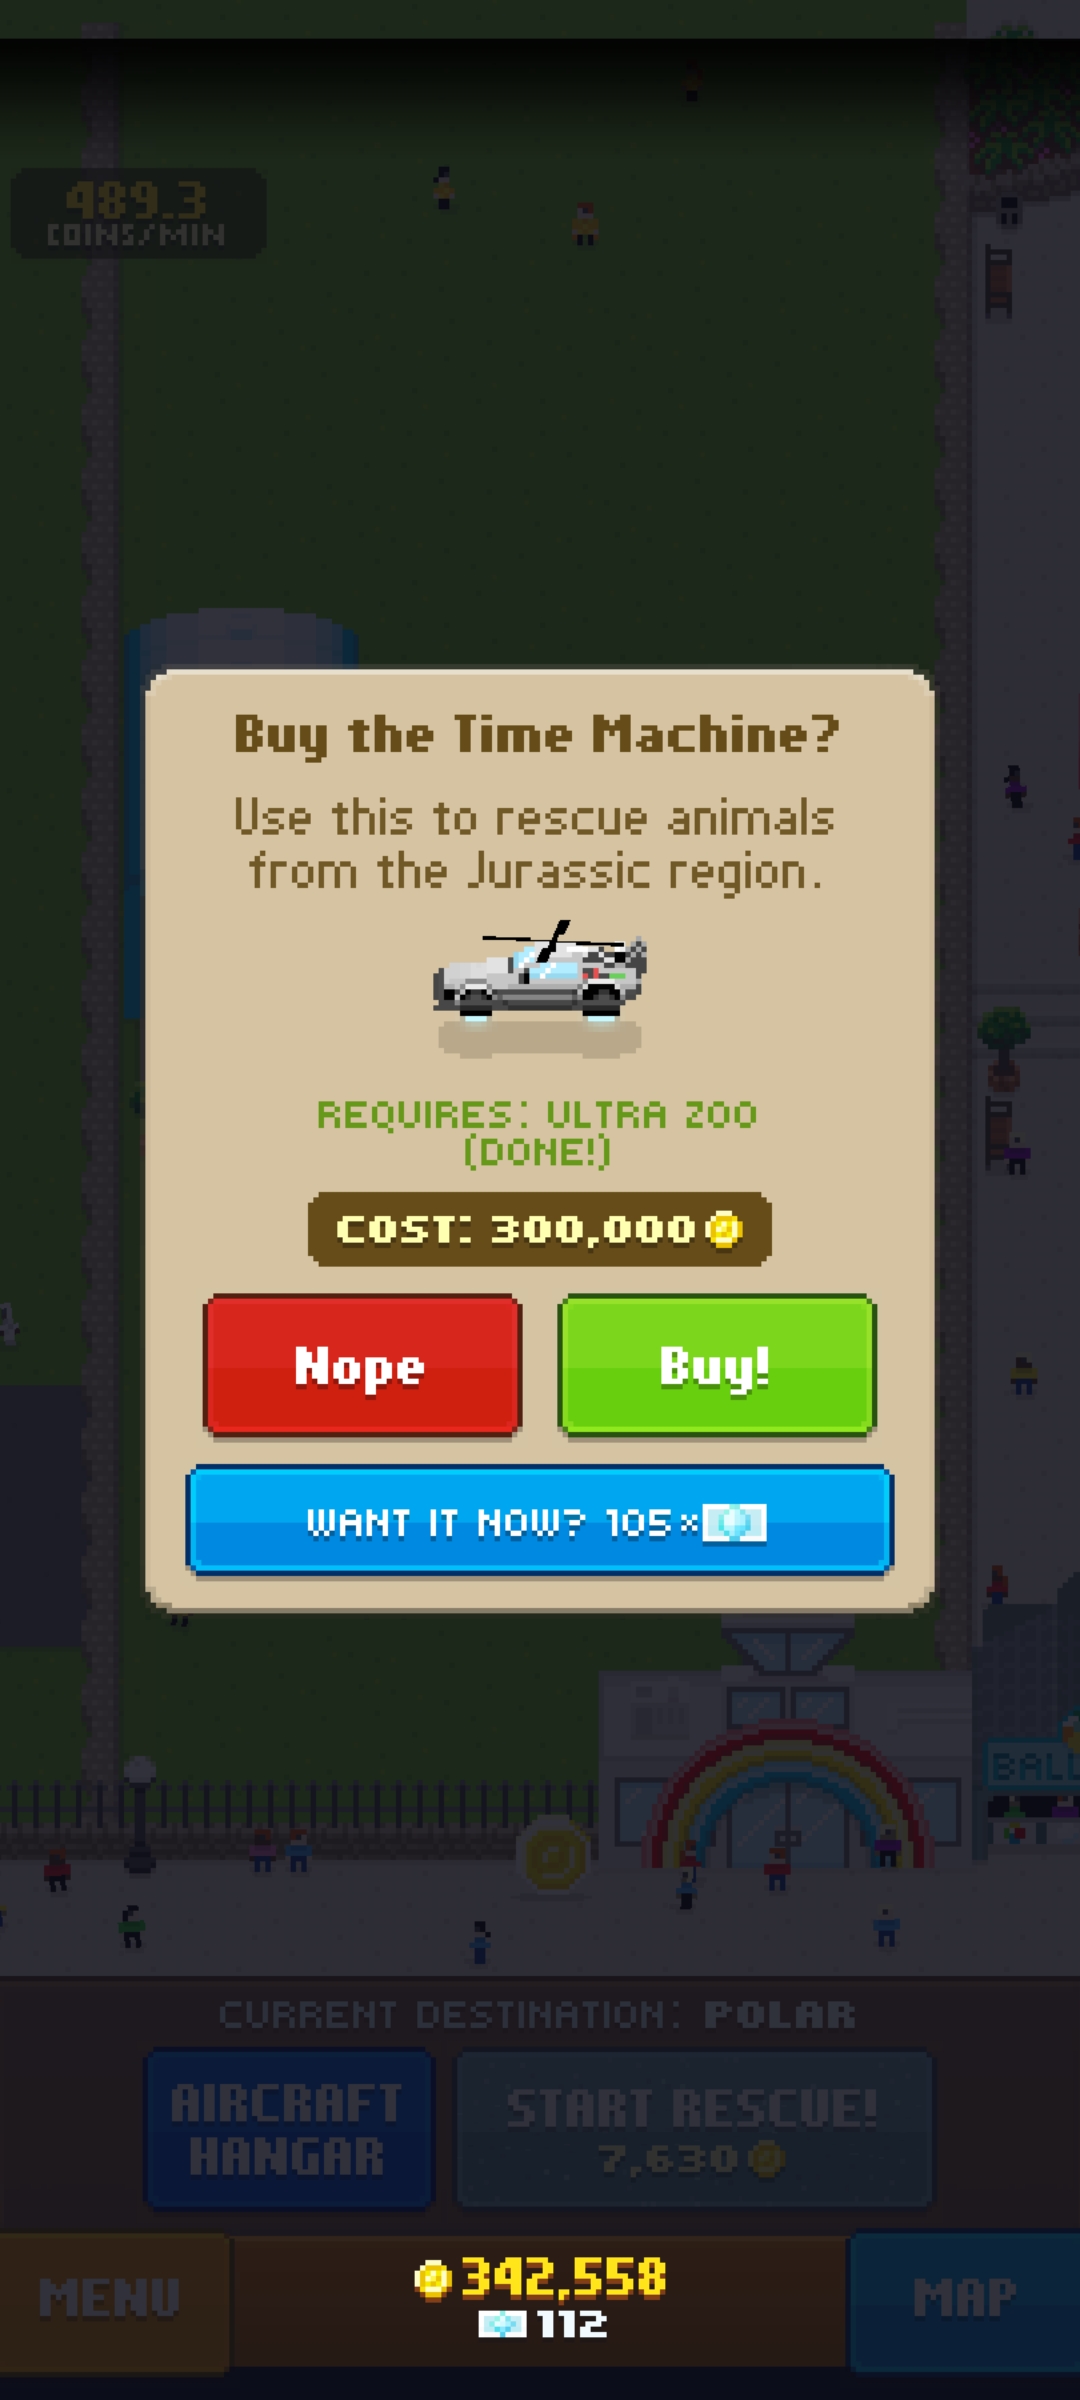 489.3
COINS/MIN
Buy the Time Machine?
Use this to rescue animals
from the Jurassic region.
REQUIRES: ULTRA ZOO
(DONE!)
COST: 300,000
Nope
Buy!
WANT IT NOW? 105×
BALL
CURRENT DESTINATION: POLAR
AIRCRAFT
HANGAR
START RESCUE!
7,630
MENU
342,558
112
MAP